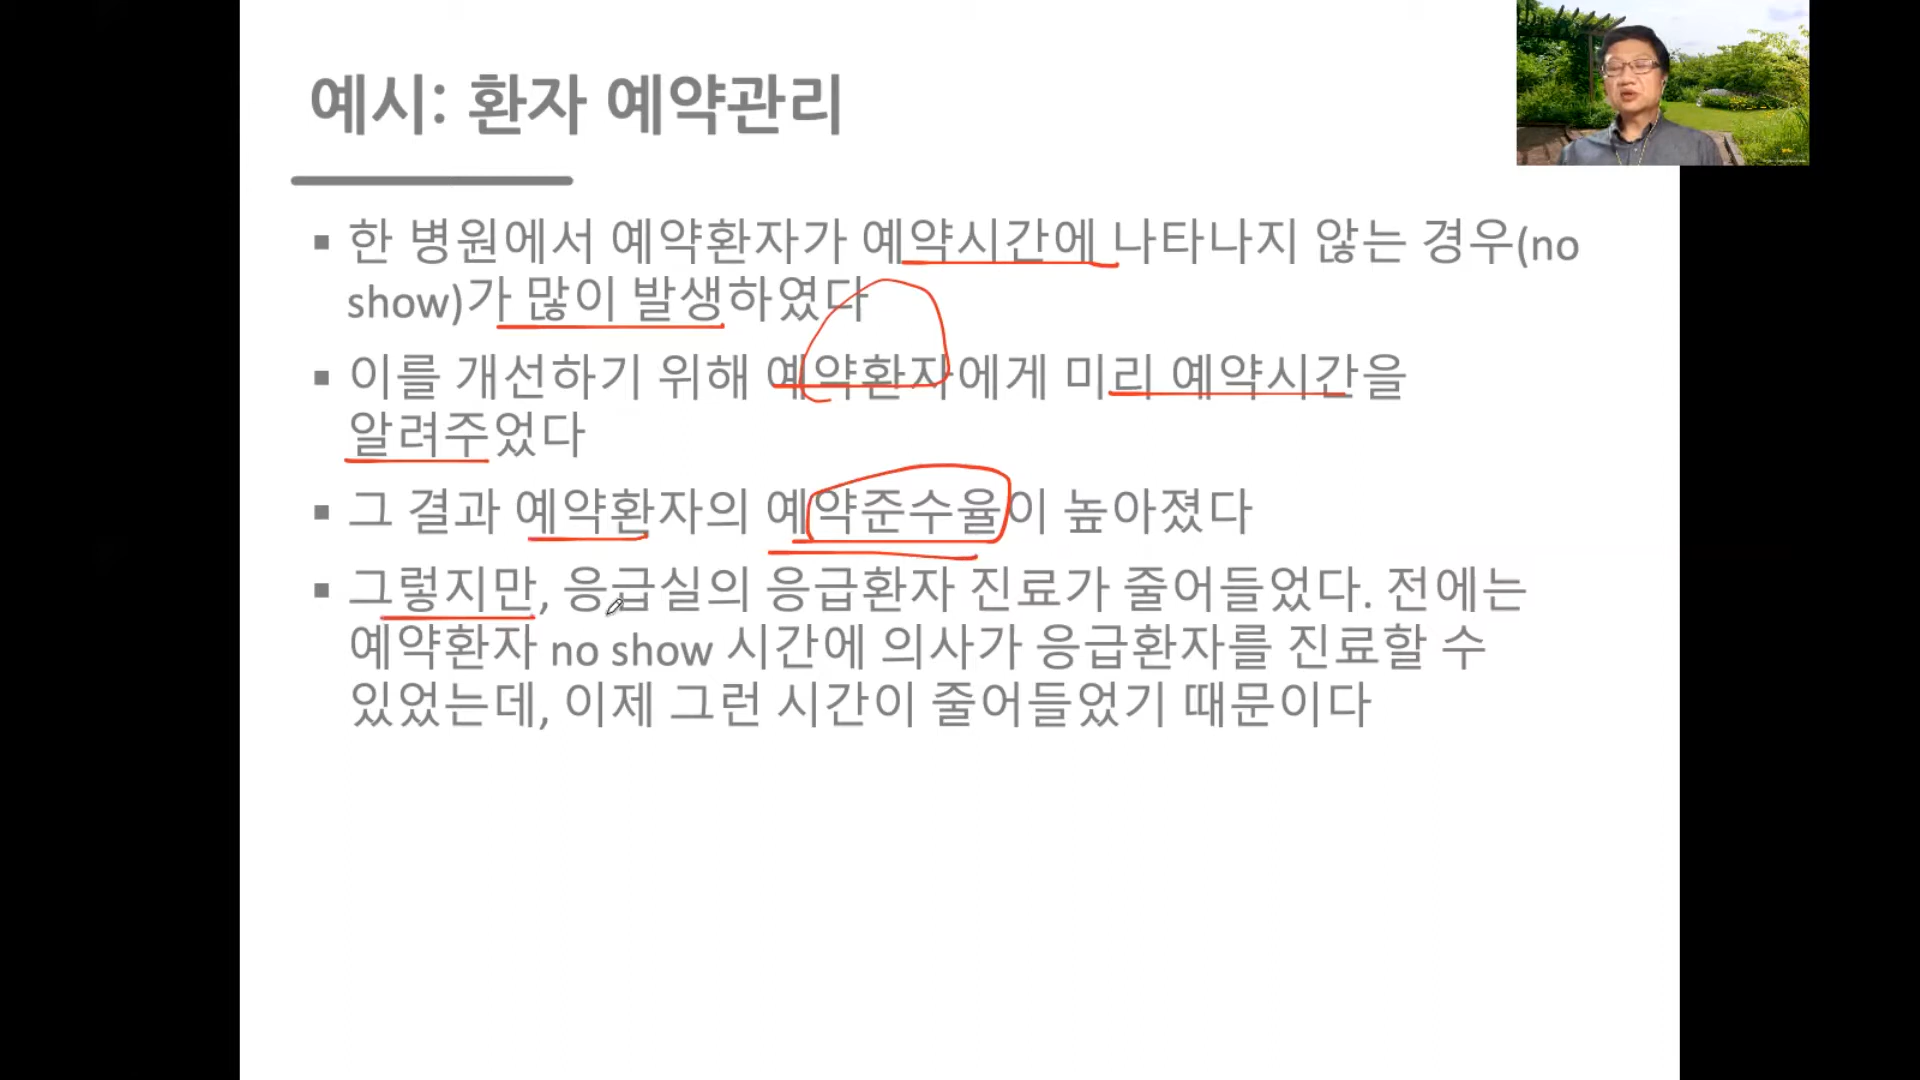 예시: 환자 예약관리
▪ 한 병원에서 예약환자가 예약시간에 나타나지 않는 경우(no
show)가 많이 발생하였다
▪ 이를 개선하기 위해 예약환자에게 미리 예약시간을
알려주었다
▪ 그 결과 예약환자의 예약준수율이 높아졌다
▪ 그렇지만, 응급실의 응급환자 진료가 줄어들었다. 전에는
예약환자 no show 시간에 의사가 응급환자를 진료할 수
있었는데, 이제 그런 시간이 줄어들었기 때문이다